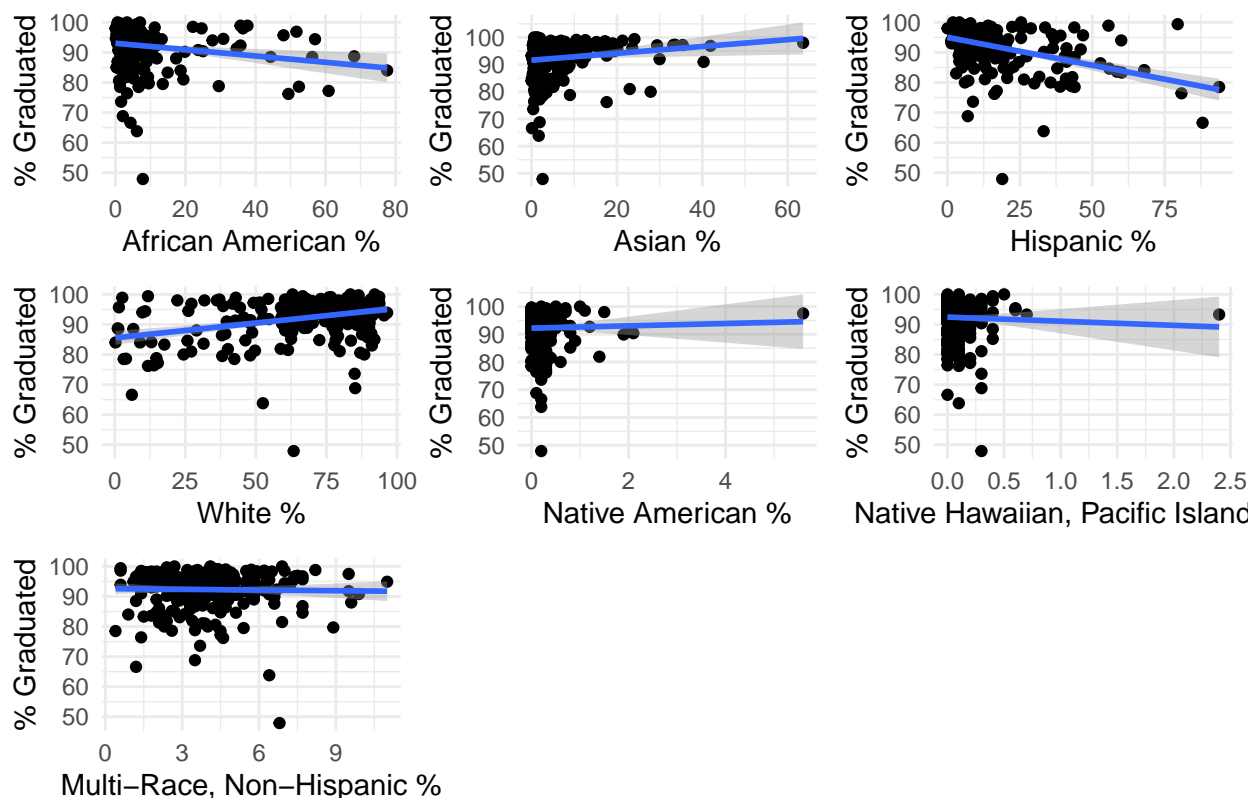 % Graduated
100
90
80
70
60
50
0 20 40 60 80
African American %
% Graduated
100
90
80
70
60
50
0 20 40 60
Asian %
% Graduated
100
90
80
70
60
50
0 25 50 75
Hispanic %
% Graduated
100
90
80
70
60
50
0 25 50 75 100
White %
% Graduated
100
90
80
70
60
50
0 2 4
Native American %
% Graduated
100
90
80
70
60
50
0.0 0.5 1.0 1.5 2.0 2.5
Native Hawaiian, Pacific Island
% Graduated
100
90
80
70
60
50
0 3 6 9
Multi−Race, Non−Hispanic %